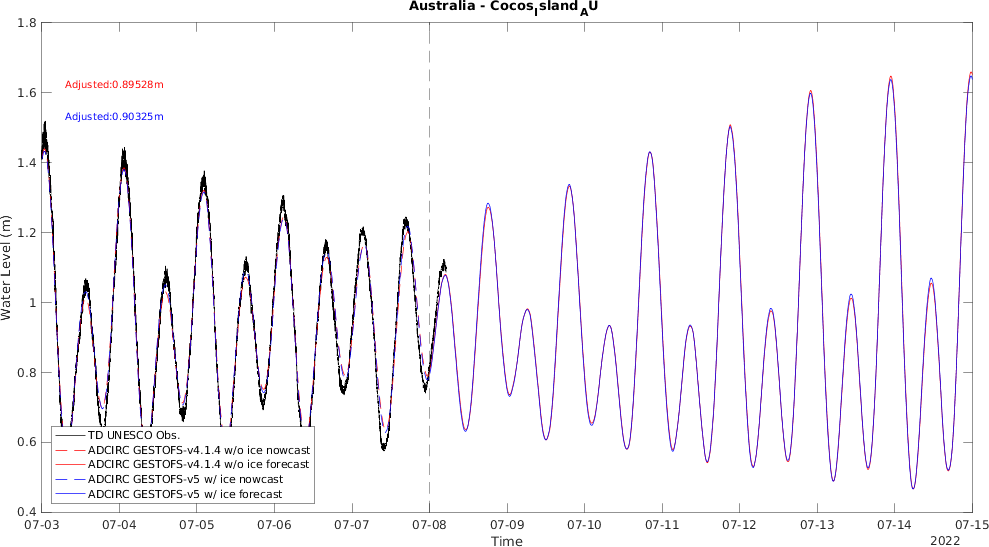 Australia - Cocos_Island_AU
1.8
1.6
1.4
1.2
1
0.8
0.6
0.4
Water Level (m)
Adjusted:0.89528m
Adjusted:0.90325m
TD UNESCO Obs.
ADCIRC GESTOFS-v4.1.4 w/o ice nowcast
ADCIRC GESTOFS-v4.1.4 w/o ice forecast
ADCIRC GESTOFS-v5 w/ ice nowcast
ADCIRC GESTOFS-v5 w/ ice forecast
07-03 07-04 07-05 07-06 07-07 07-08 07-09 07-10 07-11 07-12 07-13 07-14 07-15
Time
2022